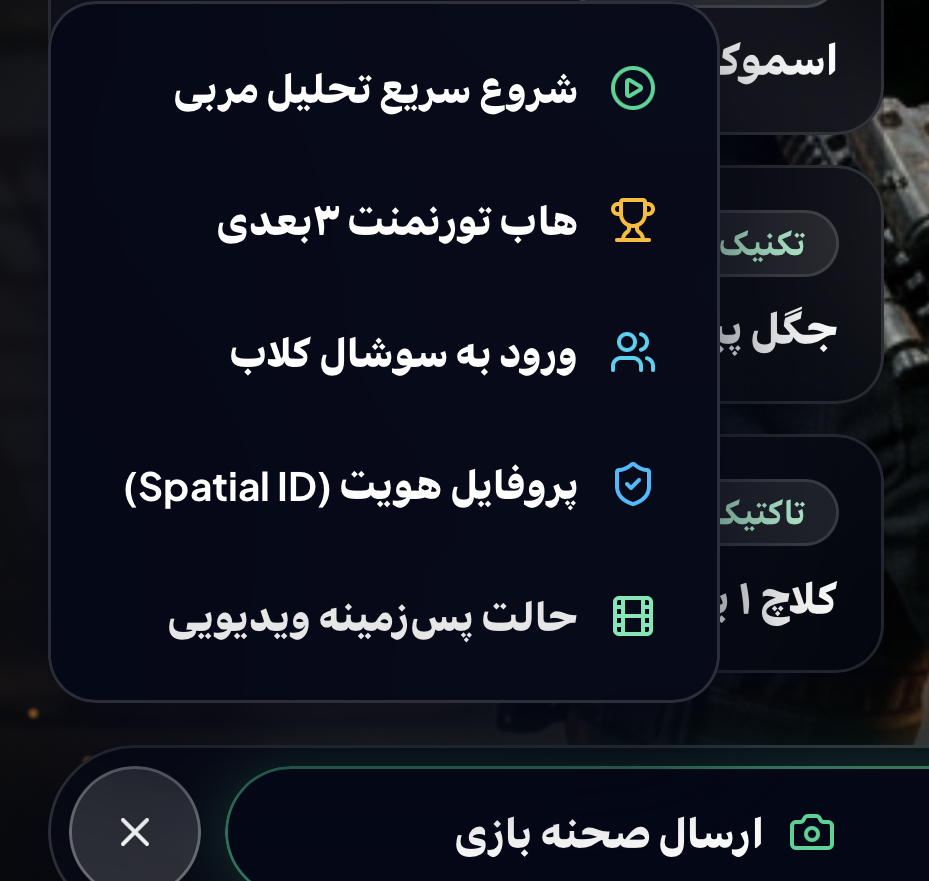 اسموک
شروع سریع تحلیل مربی
هاب تورنمنت ۳بعدی
تکنیک
جگل
ورود به سوشال کلاب
تاکتیک
پروفایل هویت (Spatial ID)
کلاچ ۱
حالت پس‌زمینه ویدیویی
ارسال صحنه بازی